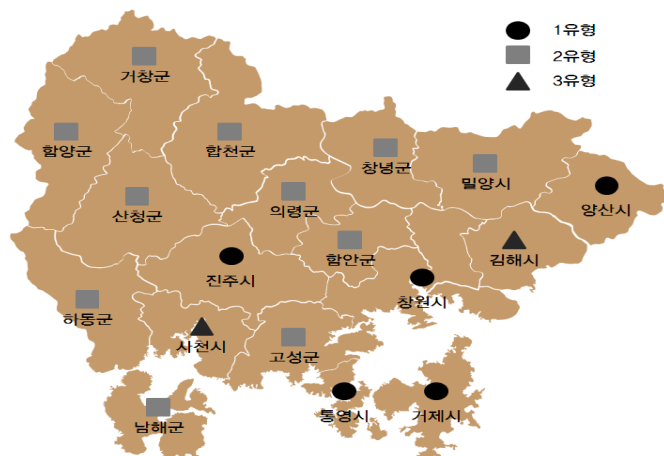 1유형
2유형
3유형
거창군
함양군
합천군
창녕군
밀양시
양산시
산청군
의령군
함안군
김해시
진주시
창원시
하동군
사천시
고성군
남해군
통영시
거제시